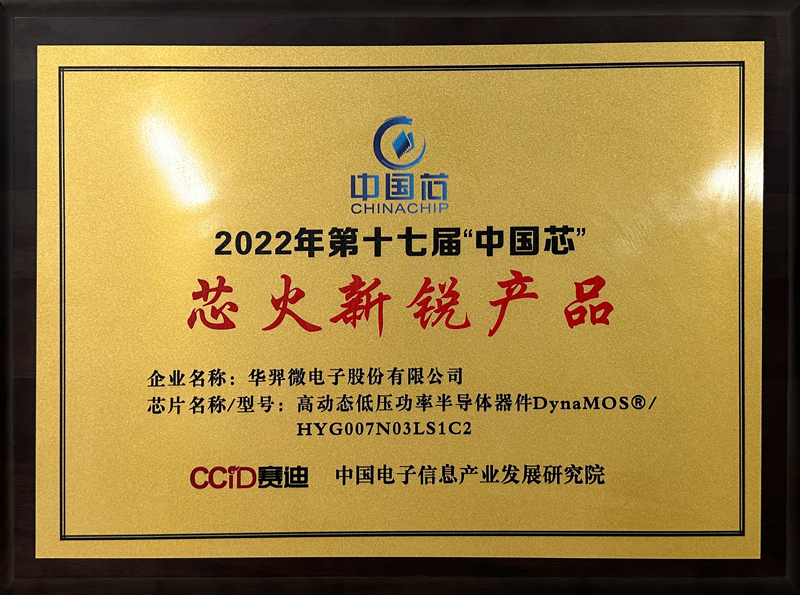 中国芯
CHINACHIP
2022年第十七届“中国芯”
芯火新锐产品
企业名称：华羿微电子股份有限公司
芯片名称/型号：高动态低压功率半导体器件DynaMOS®/
HYG007N03LS1C2
CCID赛迪 中国电子信息产业发展研究院